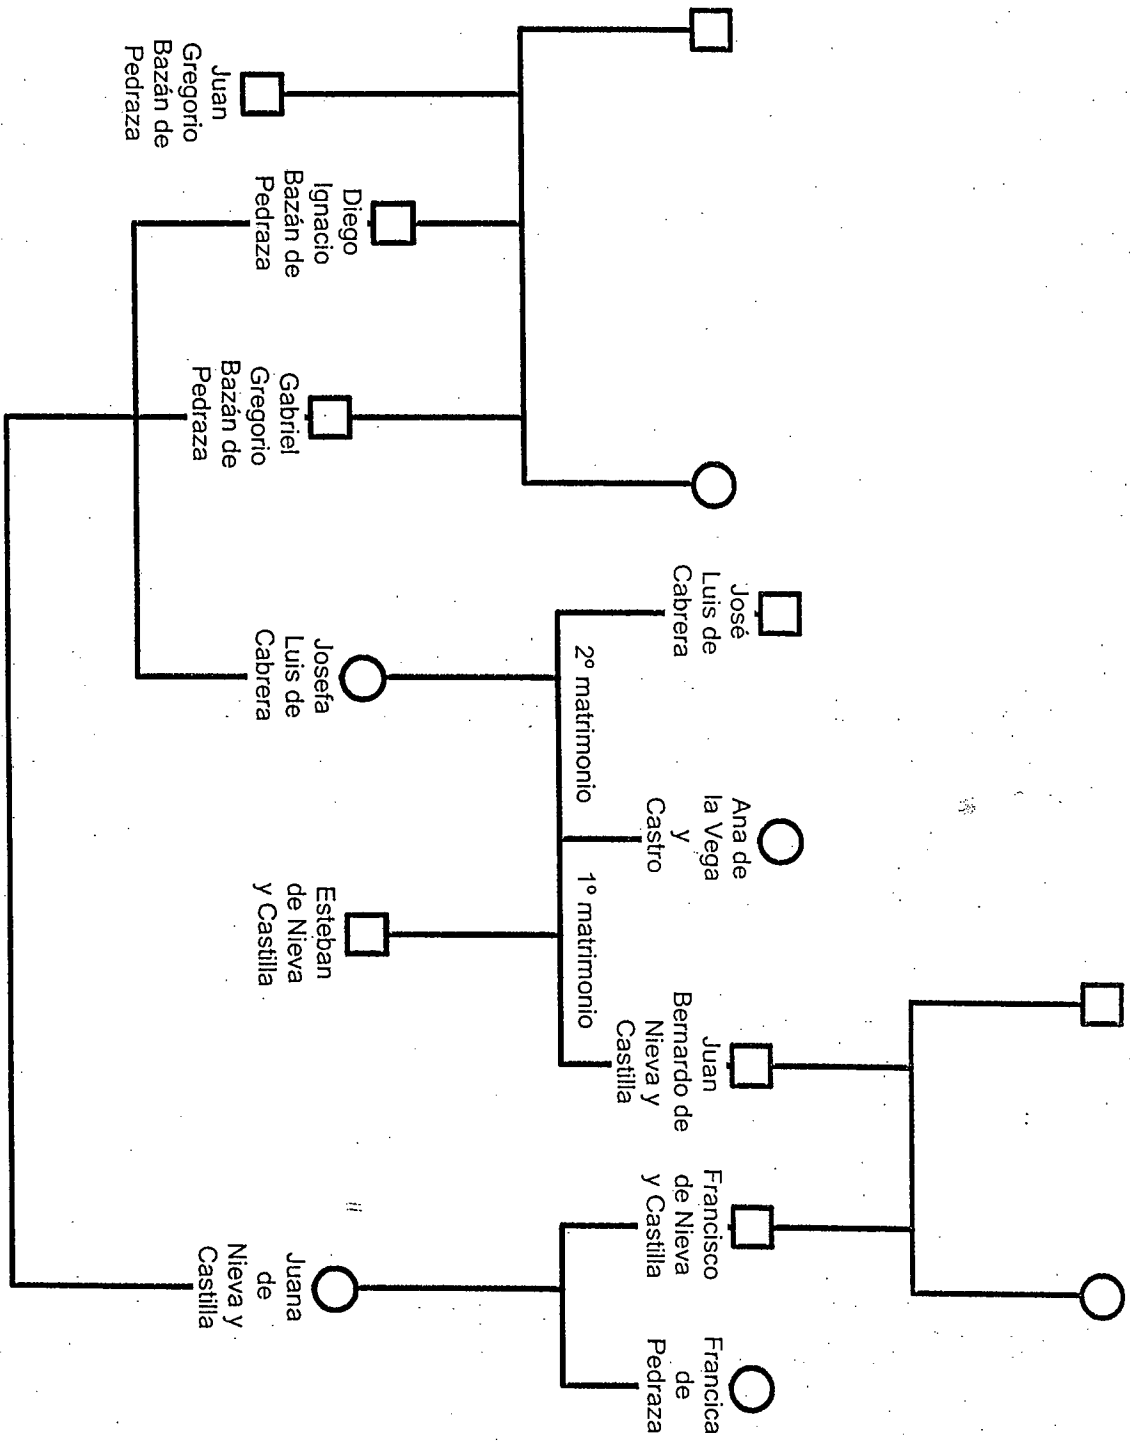 Juan
Gregorio
Bazán de
Pedraza
Diego
Ignacio
Bazán de
Pedraza
Gabriel
Gregorio
Bazán de
Pedraza
José
Luis de
Cabrera
2º matrimonio
Josefa
Luis de
Cabrera
Ana de
la Vega
y
Castro
1º matrimonio
Esteban
de Nieva
y Castilla
Juan
Bernardo de
Nieva y
Castilla
Francisco
de Nieva
y Castilla
Francica
de
Pedraza
Juana
de
Nieva y
Castilla